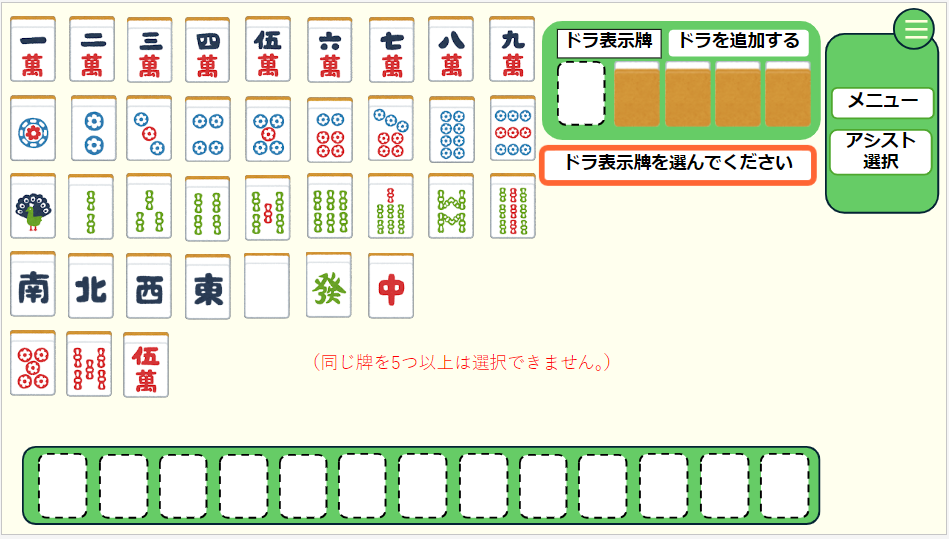 一萬 二萬 三萬 四萬 伍萬 六萬 七萬 八萬 九萬
ドラ表示牌
ドラを追加する
ドラ表示牌を選んでください
メニュー
アシスト
選択
南 北 西 東 發 中
伍萬
（同じ牌を5つ以上は選択できません。）